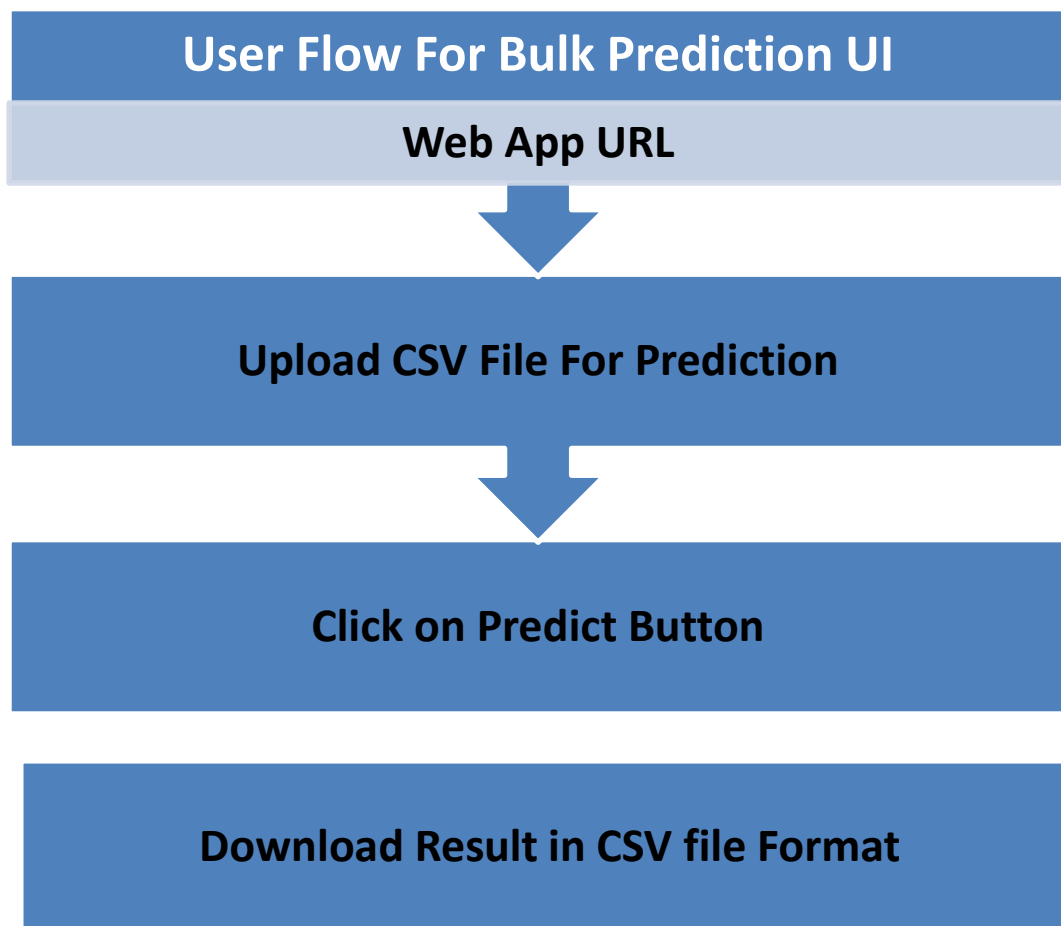 User Flow For Bulk Prediction UI
Web App URL
Upload CSV File For Prediction
Click on Predict Button
Download Result in CSV file Format